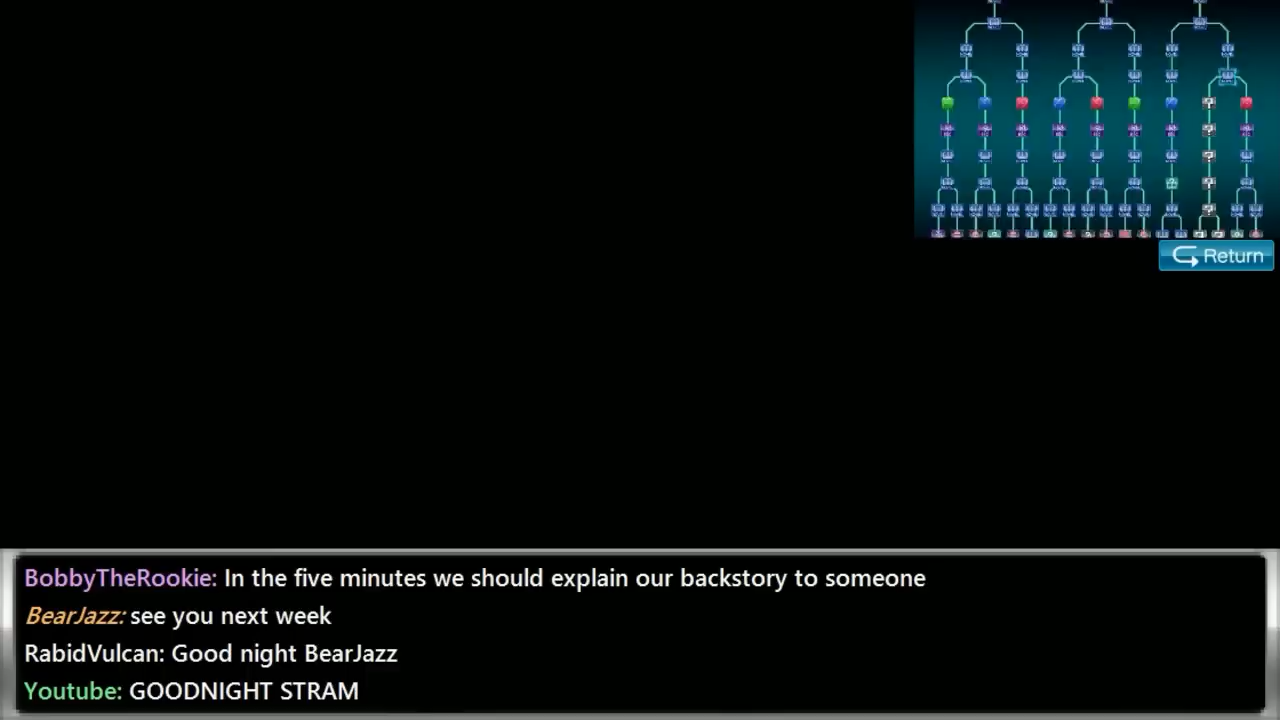 Return
BobbyTheRookie: In the five minutes we should explain our backstory to someone
BearJazz: see you next week
RabidVulcan: Good night BearJazz
Youtube: GOODNIGHT STRAM